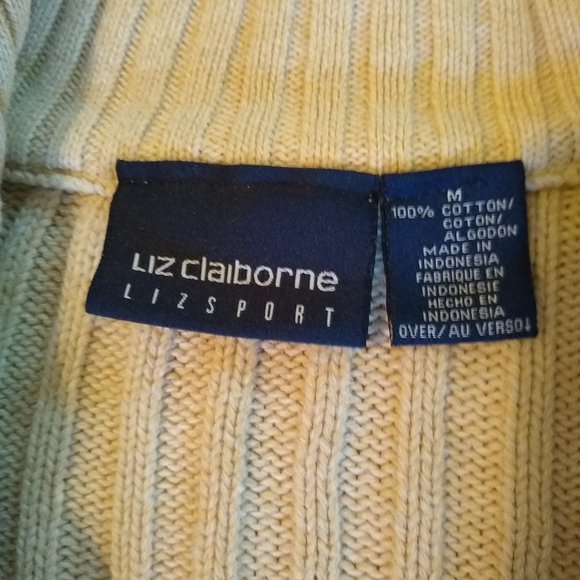 Liz claiborne
LIZSPORT
M
100% COTTON/
COTON/
ALGODON
MADE IN
INDONESIA
FABRIQUE EN
INDONESIE
HECHO EN
INDONESIA
OVER/AU VERSO↓